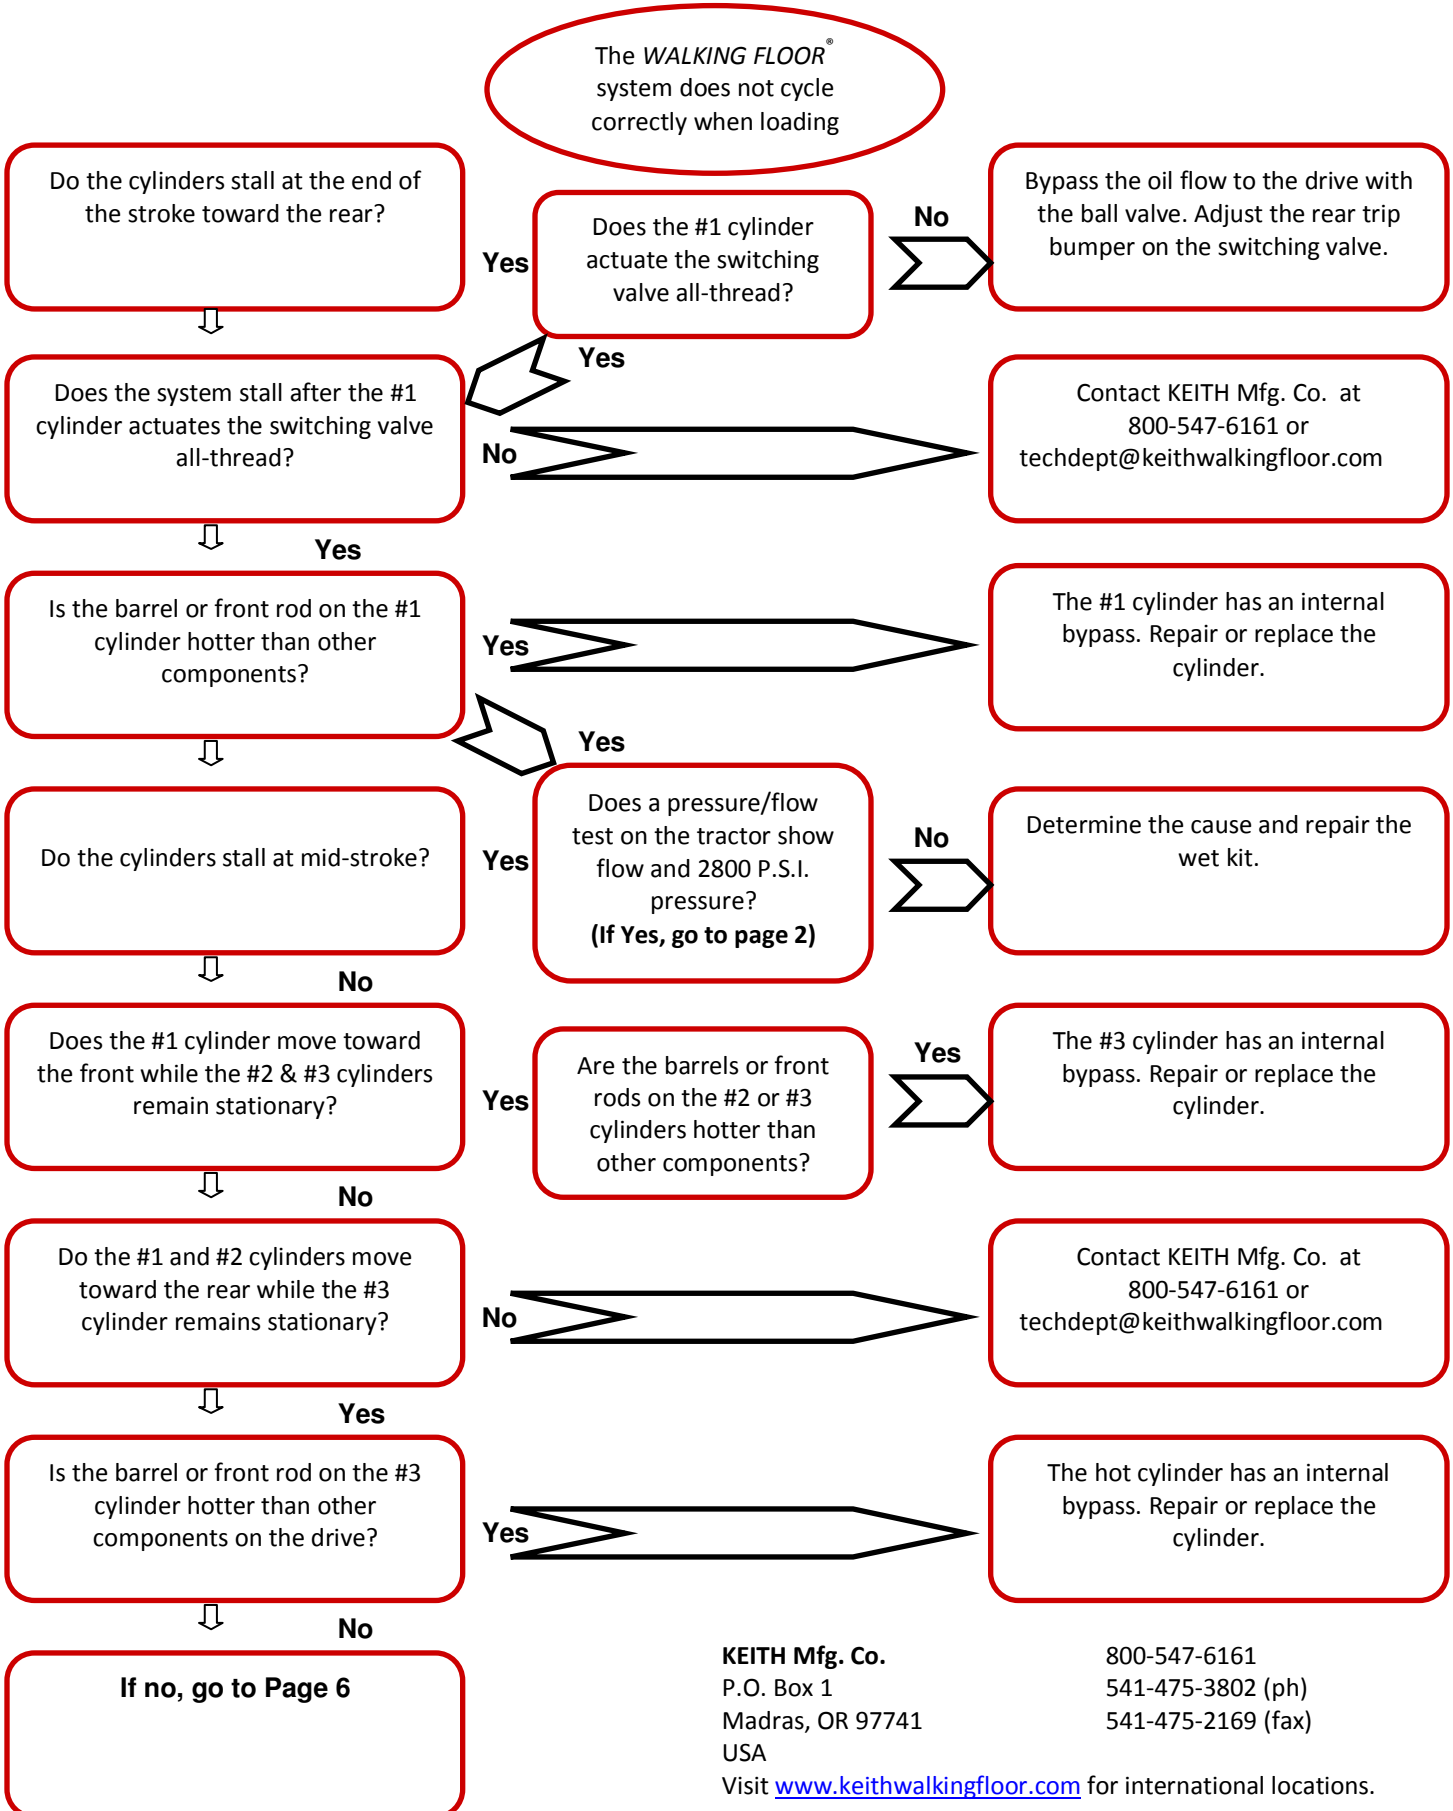 The WALKING FLOOR®
system does not cycle
correctly when loading
Do the cylinders stall at the end of
the stroke toward the rear?
Yes
Does the #1 cylinder
actuate the switching
valve all-thread?
No
Bypass the oil flow to the drive with
the ball valve. Adjust the rear trip
bumper on the switching valve.
Yes
Does the system stall after the #1
cylinder actuates the switching valve
all-thread?
No
Contact KEITH Mfg. Co.  at
800-547-6161 or
techdept@keithwalkingfloor.com
Yes
Is the barrel or front rod on the #1
cylinder hotter than other
components?
Yes
The #1 cylinder has an internal
bypass. Repair or replace the
cylinder.
Yes
Do the cylinders stall at mid-stroke?
Yes
Does a pressure/flow
test on the tractor show
flow and 2800 P.S.I.
pressure?
(If Yes, go to page 2)
No
Determine the cause and repair the
wet kit.
No
Does the #1 cylinder move toward
the front while the #2 & #3 cylinders
remain stationary?
Yes
Are the barrels or front
rods on the #2 or #3
cylinders hotter than
other components?
Yes
The #3 cylinder has an internal
bypass. Repair or replace the
cylinder.
No
Do the #1 and #2 cylinders move
toward the rear while the #3
cylinder remains stationary?
No
Contact KEITH Mfg. Co.  at
800-547-6161 or
techdept@keithwalkingfloor.com
Yes
Is the barrel or front rod on the #3
cylinder hotter than other
components on the drive?
Yes
The hot cylinder has an internal
bypass. Repair or replace the
cylinder.
No
If no, go to Page 6
KEITH Mfg. Co. 800-547-6161
P.O. Box 1 541-475-3802 (ph)
Madras, OR 97741 541-475-2169 (fax)
USA
Visit www.keithwalkingfloor.com for international locations.